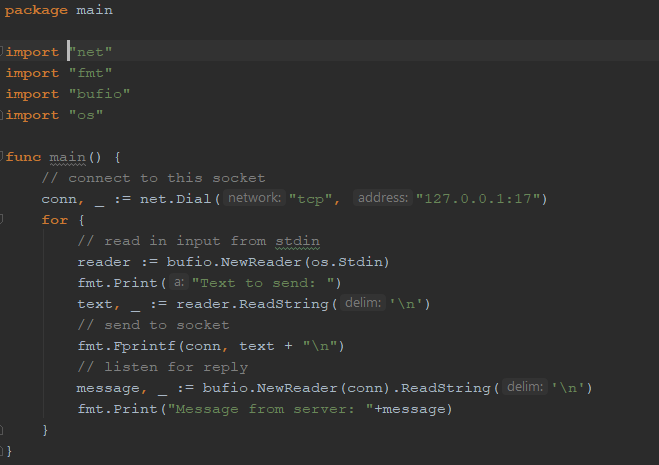 package main
import "net"
import "fmt"
import "bufio"
import "os"
func main() {
// connect to this socket
conn, _ := net.Dial( network: "tcp", address: "127.0.0.1:17")
for {
// read in input from stdin
reader := bufio.NewReader(os.Stdin)
fmt.Print( a: "Text to send: ")
text, _ := reader.ReadString( delim: '\n')
// send to socket
fmt.Fprintf(conn, text + "\n")
// listen for reply
message, _ := bufio.NewReader(conn).ReadString( delim: '\n')
fmt.Print("Message from server: "+message)
}
}